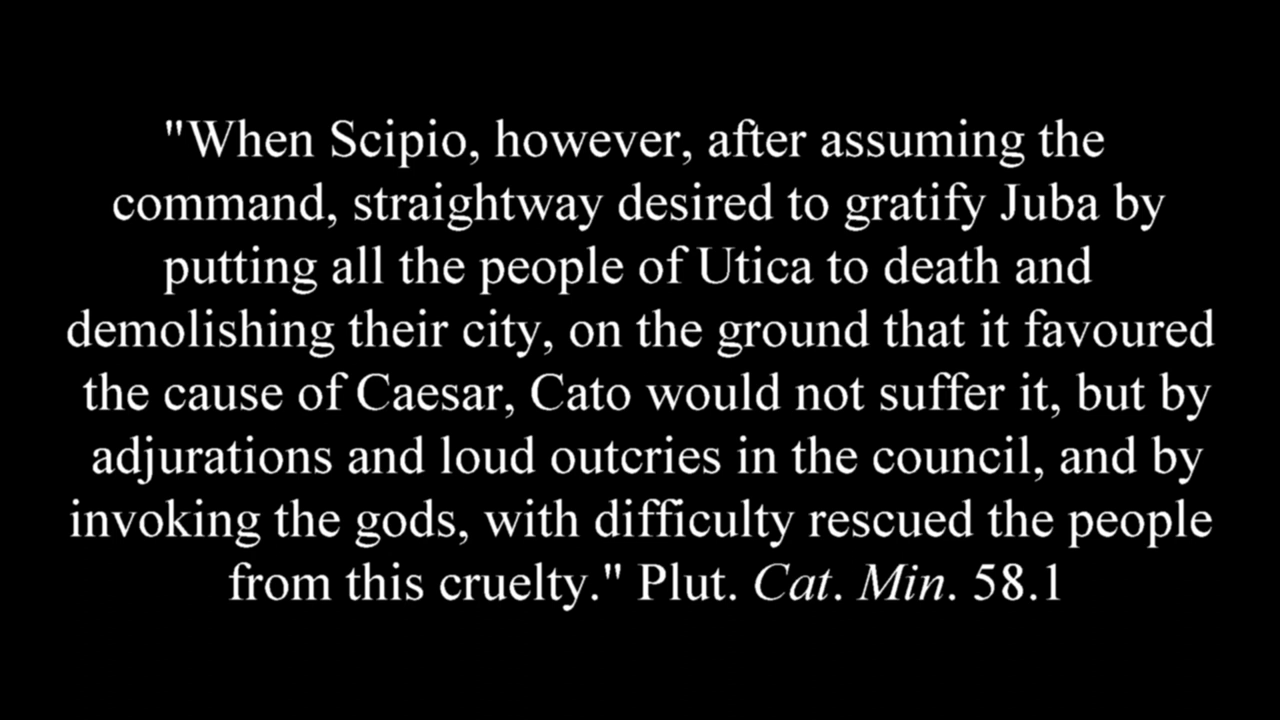 "When Scipio, however, after assuming the
command, straightway desired to gratify Juba by
putting all the people of Utica to death and
demolishing their city, on the ground that it favoured
the cause of Caesar, Cato would not suffer it, but by
adjurations and loud outcries in the council, and by
invoking the gods, with difficulty rescued the people
from this cruelty." Plut. Cat. Min. 58.1